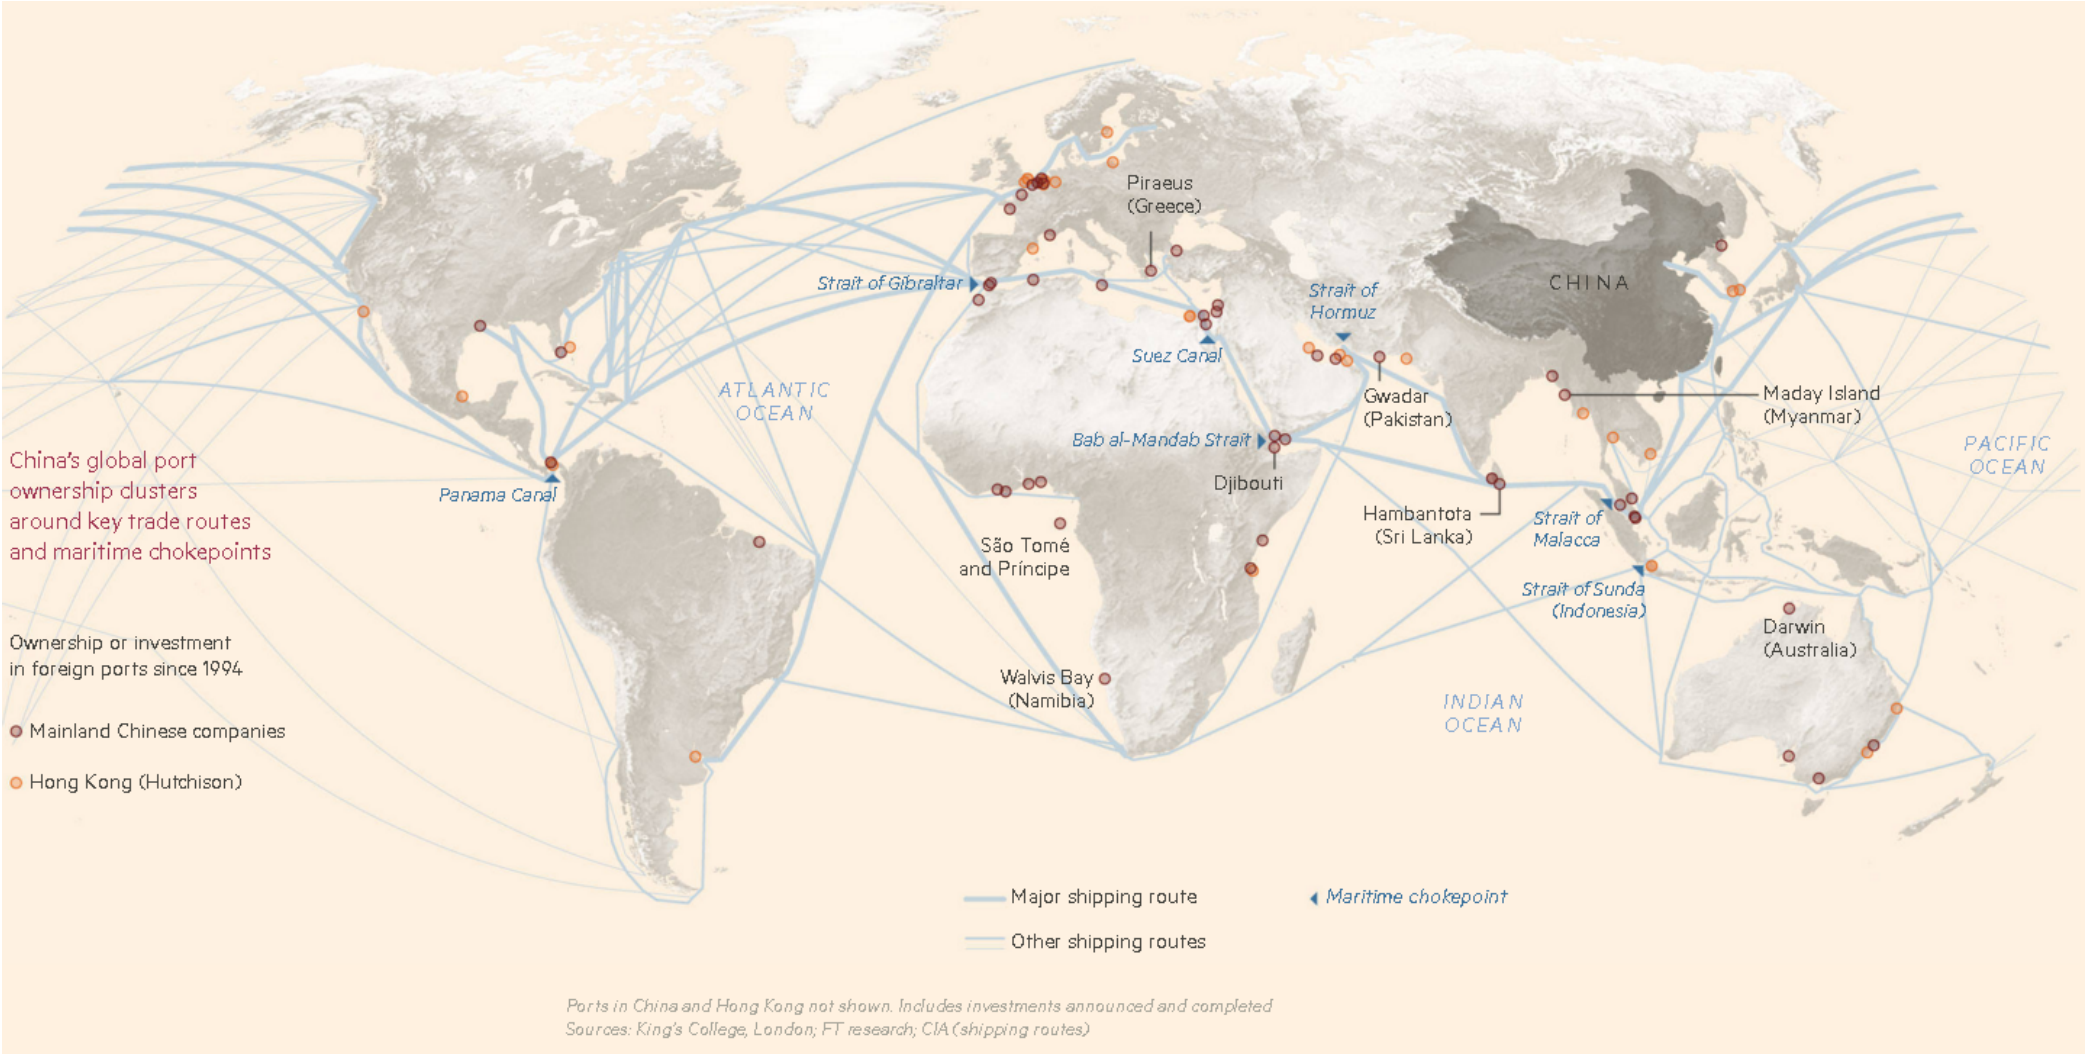 Piraeus
(Greece)
Strait of Gibraltar
Strait of
Hormuz
CHINA
Suez Canal
ATLANTIC
OCEAN
Gwadar
(Pakistan)
Maday Island
(Myanmar)
Bab al-Mandab Strait
PACIFIC
OCEAN
China's global port
ownership clusters
around key trade routes
and maritime chokepoints
Panama Canal
Djibouti
Hambantota
(Sri Lanka)
Strait of
Malacca
São Tomé
and Príncipe
Strait of Sunda
(Indonesia)
Darwin
(Australia)
Ownership or investment
in foreign ports since 1994
Walvis Bay
(Namibia)
INDIAN
OCEAN
Mainland Chinese companies
Hong Kong (Hutchison)
Major shipping route
Maritime chokepoint
Other shipping routes
Ports in China and Hong Kong not shown. Includes investments announced and completed
Sources: King's College, London; FT research; CIA (shipping routes)